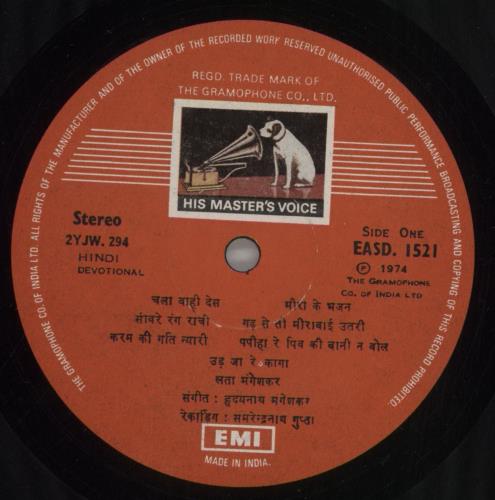 THE GRAMOPHONE CO. OF INDIA LTD. ALL RIGHTS OF THE MANUFACTURER AND OF THE OWNER OF THE RECORDED WORK RESERVED UNAUTHORISED PUBLIC PERFORMANCE BROADCASTING AND COPYING OF THIS RECORD PROHIBITED.
REGD. TRADE MARK OF
THE GRAMOPHONE CO., LTD.
HIS MASTER'S VOICE
Stereo
2YJW. 294
HINDI
DEVOTIONAL
SIDE ONE
EASD. 1521
Ⓟ 1974
THE GRAMOPHONE
CO. OF INDIA LTD
चला वाही देस मीरा के भजन
सांवरे रंग राची गढ़ से तो मीराबाई उतरी
करम की गति न्यारी पपीहा रे पिव की बानी न बोल
उड़ जा रे कागा
लता मंगेशकर
संगीत : हृदयनाथ मंगेशकर
रेकार्डिंग : समरेन्द्रनाथ गुप्ता
EMI
MADE IN INDIA.